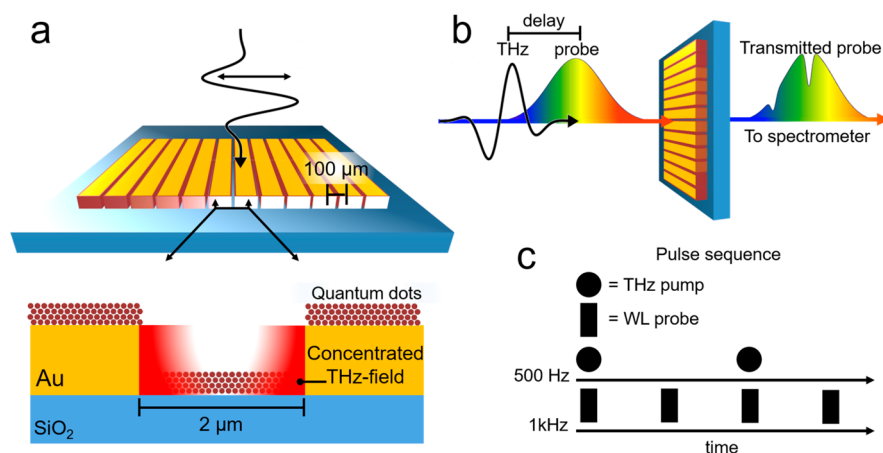 a
100 μm
Quantum dots
Au
Concentrated
THz-field
SiO2
2 μm
b
delay
THz
probe
Transmitted probe
To spectrometer
c
Pulse sequence
= THz pump
= WL probe
500 Hz
1kHz
time